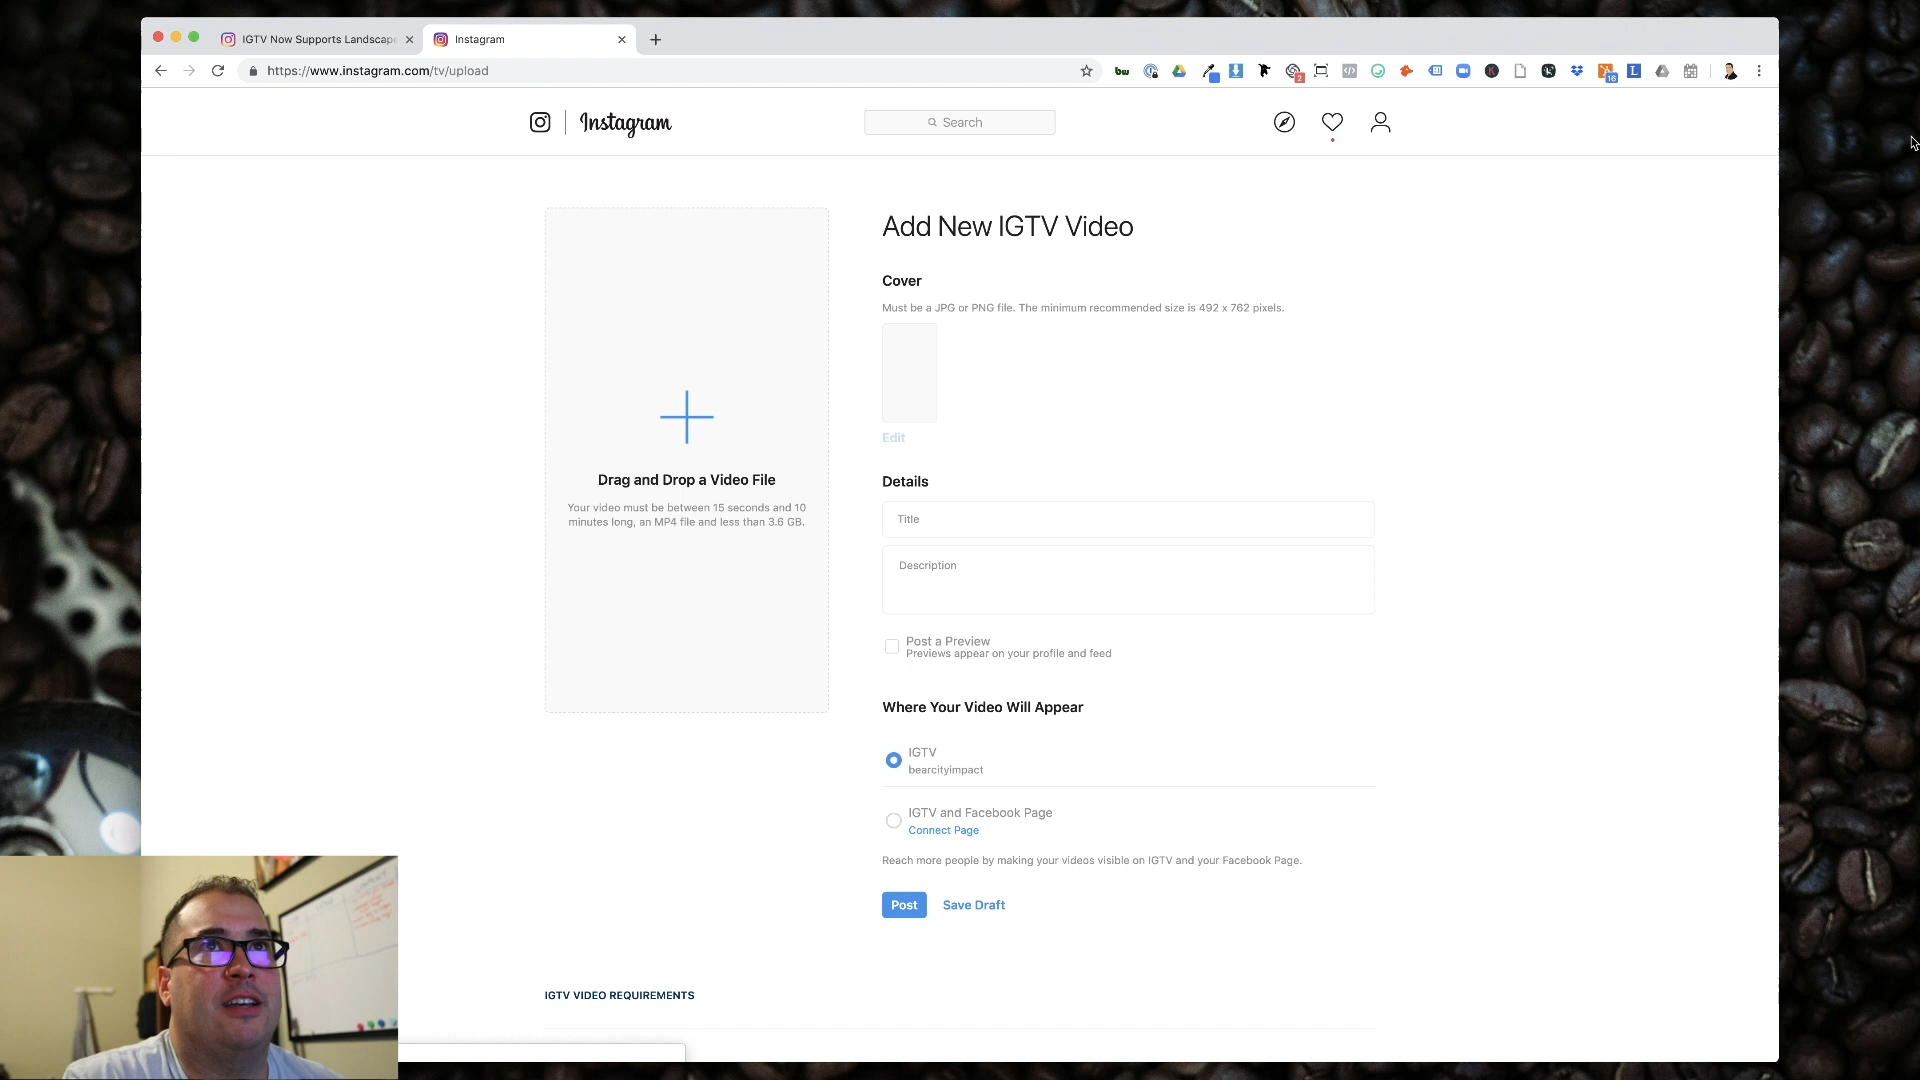 IGTV Now Supports Landscape
Instagram
https://www.instagram.com/tv/upload
bw
2
16
L
Instagram
Search
Add New IGTV Video
Cover
Must be a JPG or PNG file. The minimum recommended size is 492 x 762 pixels.
Edit
Drag and Drop a Video File
Your video must be between 15 seconds and 10
minutes long, an MP4 file and less than 3.6 GB.
Details
Title
Description
Post a Preview
Previews appear on your profile and feed
Where Your Video Will Appear
IGTV
bearcityimpact
IGTV and Facebook Page
Connect Page
Reach more people by making your videos visible on IGTV and your Facebook Page.
Post
Save Draft
IGTV VIDEO REQUIREMENTS